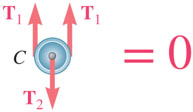 T₁ T₁
C = 0
T₂